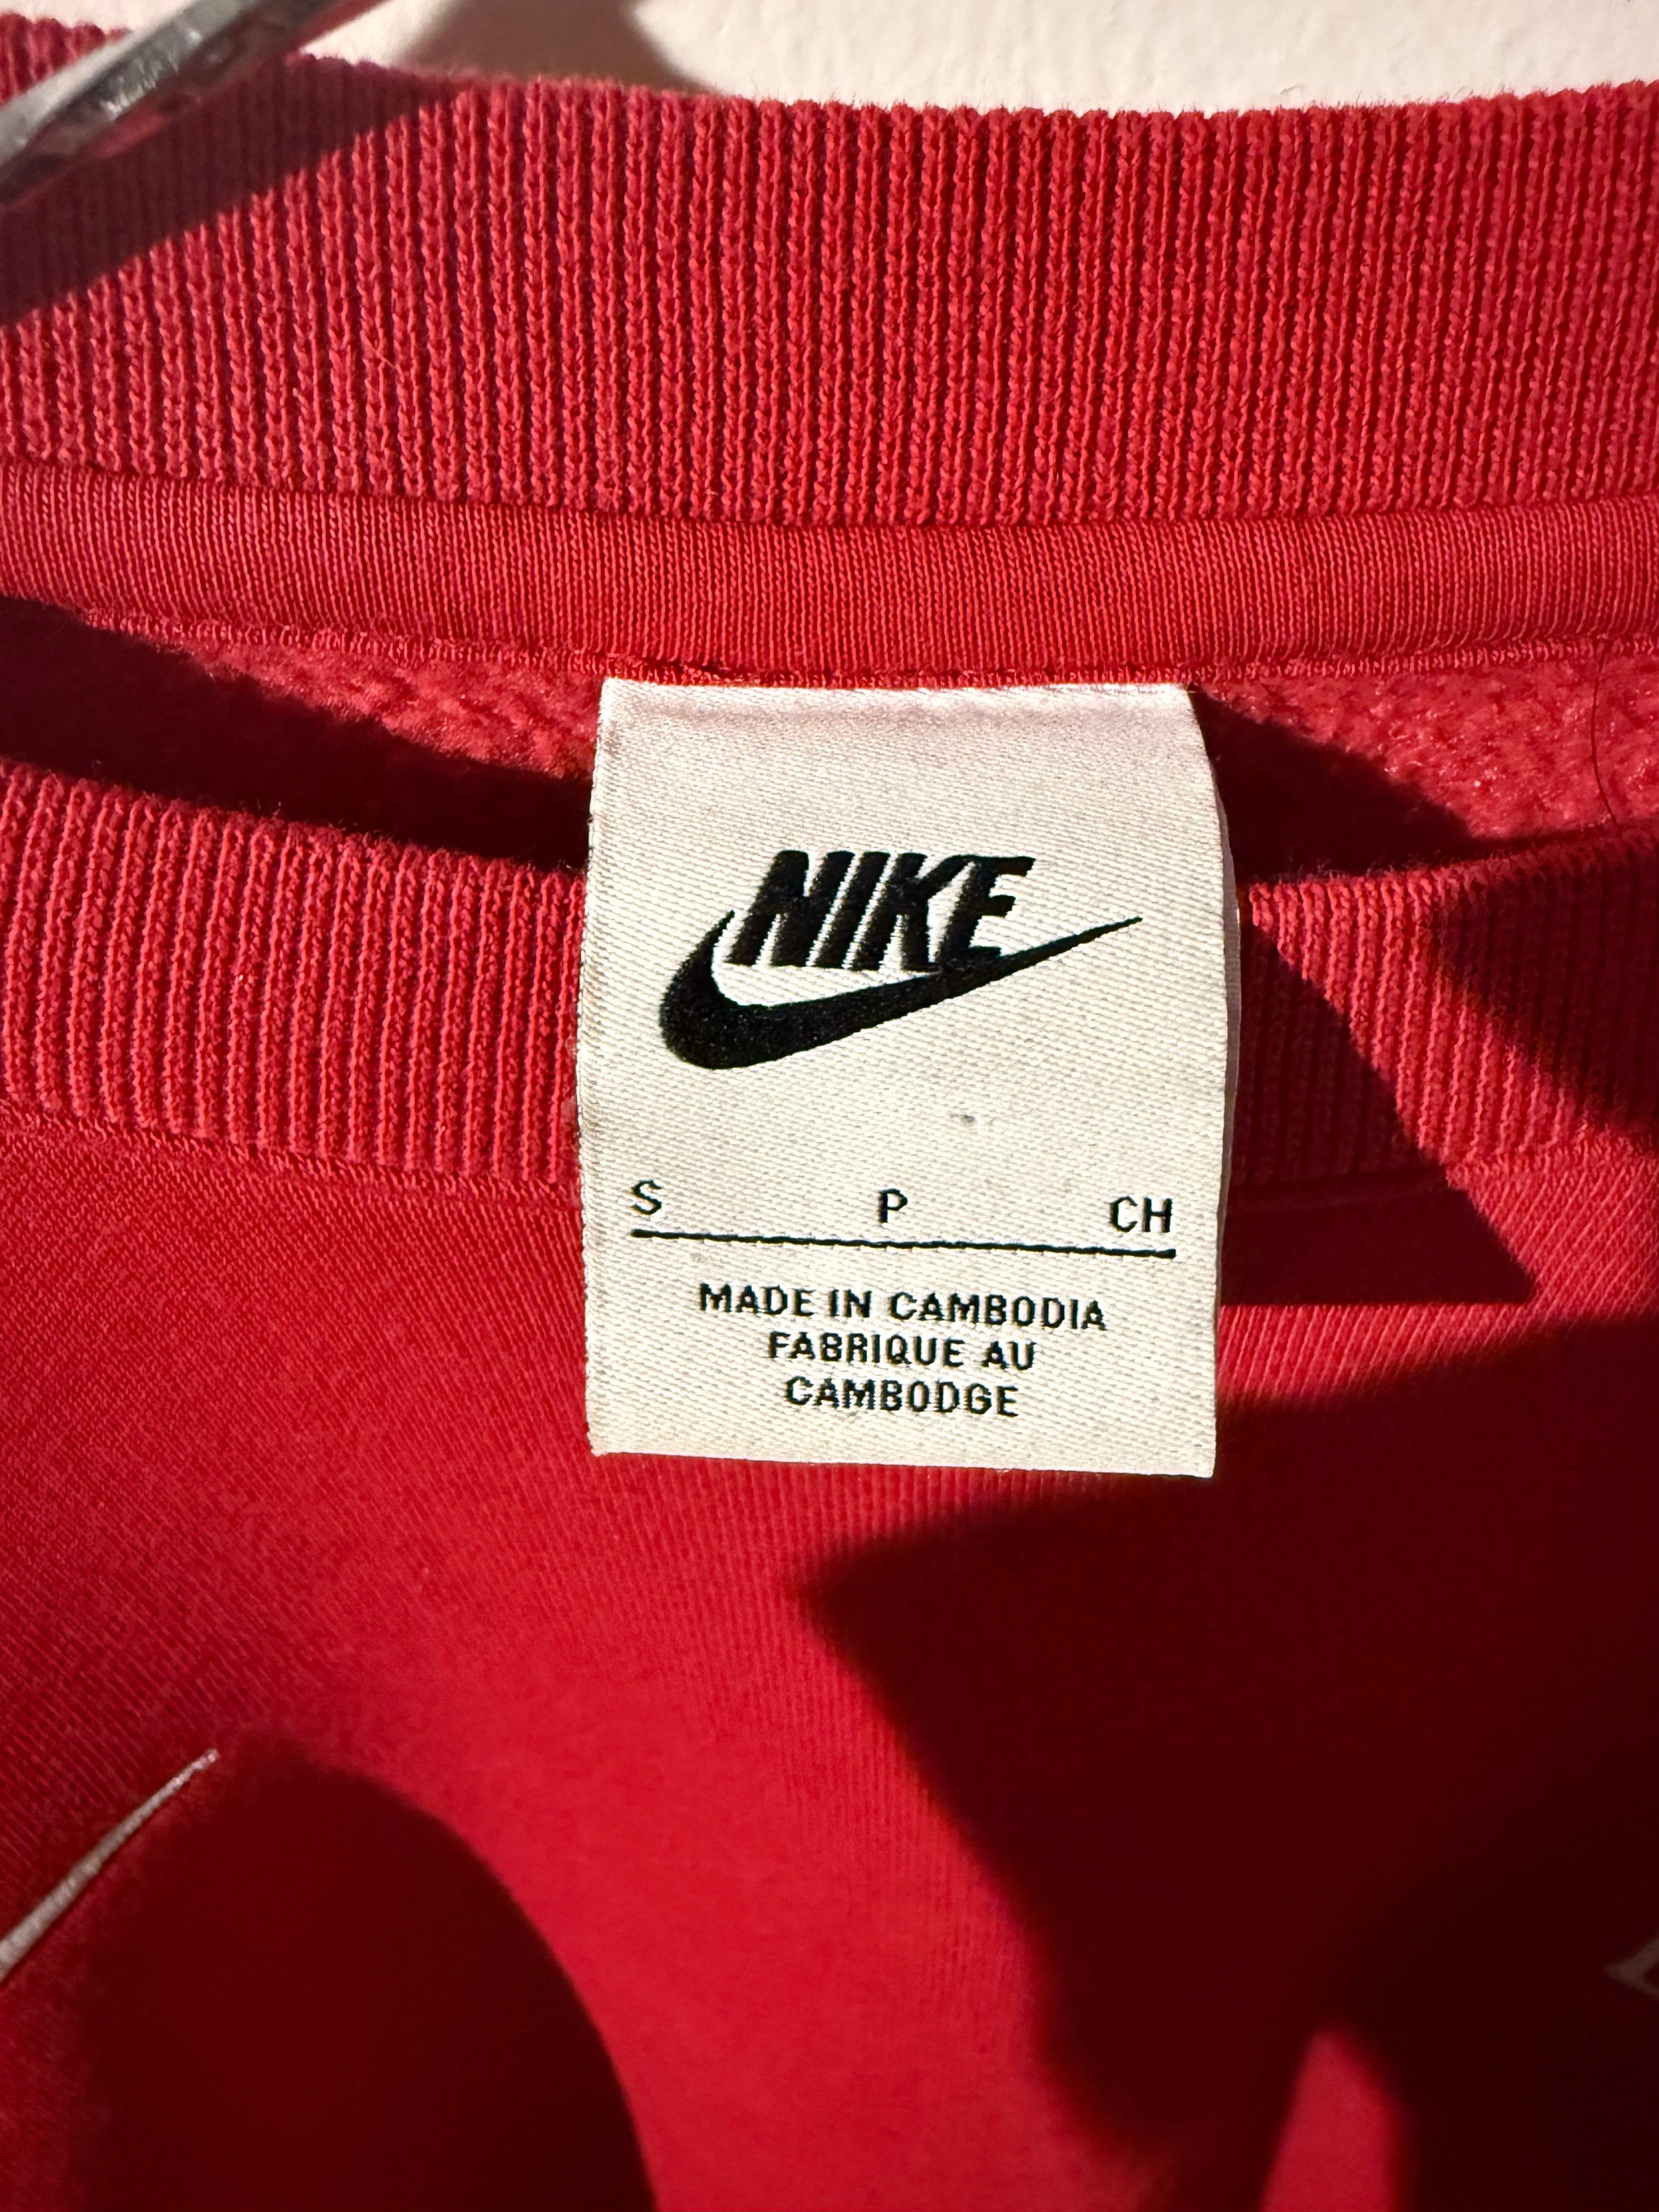 NIKE
S P CH
MADE IN CAMBODIA
FABRIQUE AU
CAMBODGE